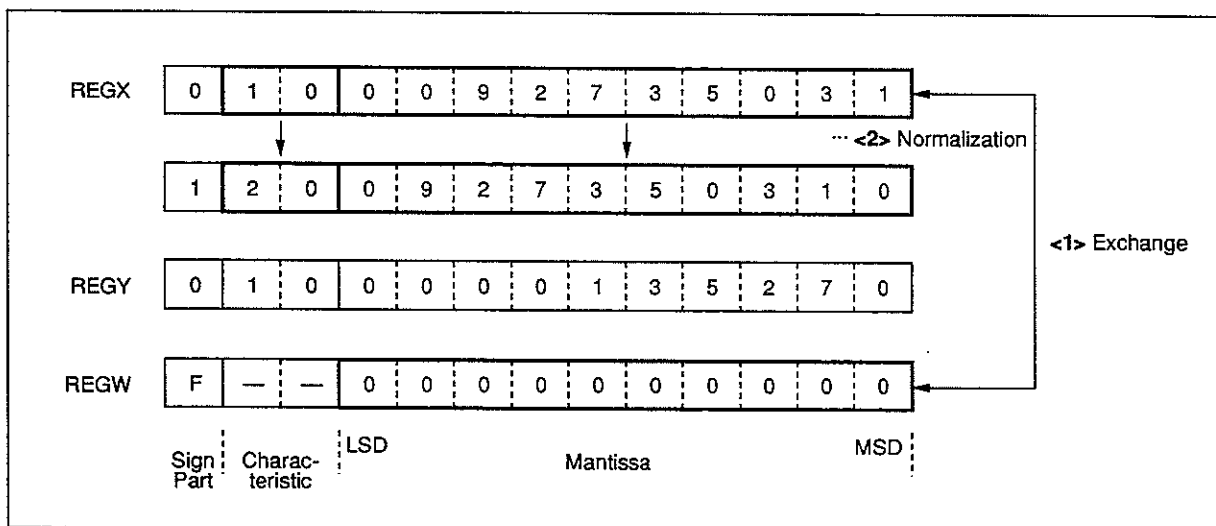 REGX 0 1 0 0 0 9 2 7 3 5 0 3 1
··· <2> Normalization
1 2 0 0 9 2 7 3 5 0 3 1 0
<1> Exchange
REGY 0 1 0 0 0 0 0 1 3 5 2 7 0
REGW F — — 0 0 0 0 0 0 0 0 0 0
Sign Charac- LSD Mantissa MSD
Part teristic